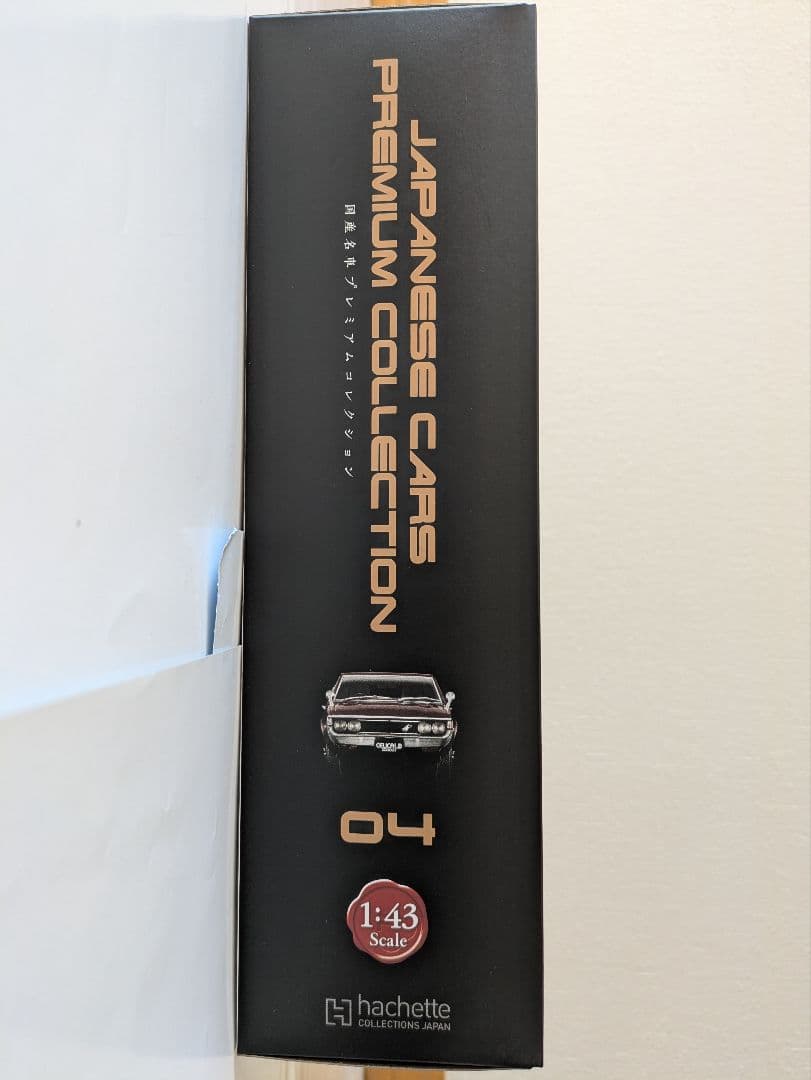 JAPANESE CARS
PREMIUM COLLECTION
国産名車プレミアムコレクション
04
1:43
Scale
hachette
COLLECTIONS JAPAN